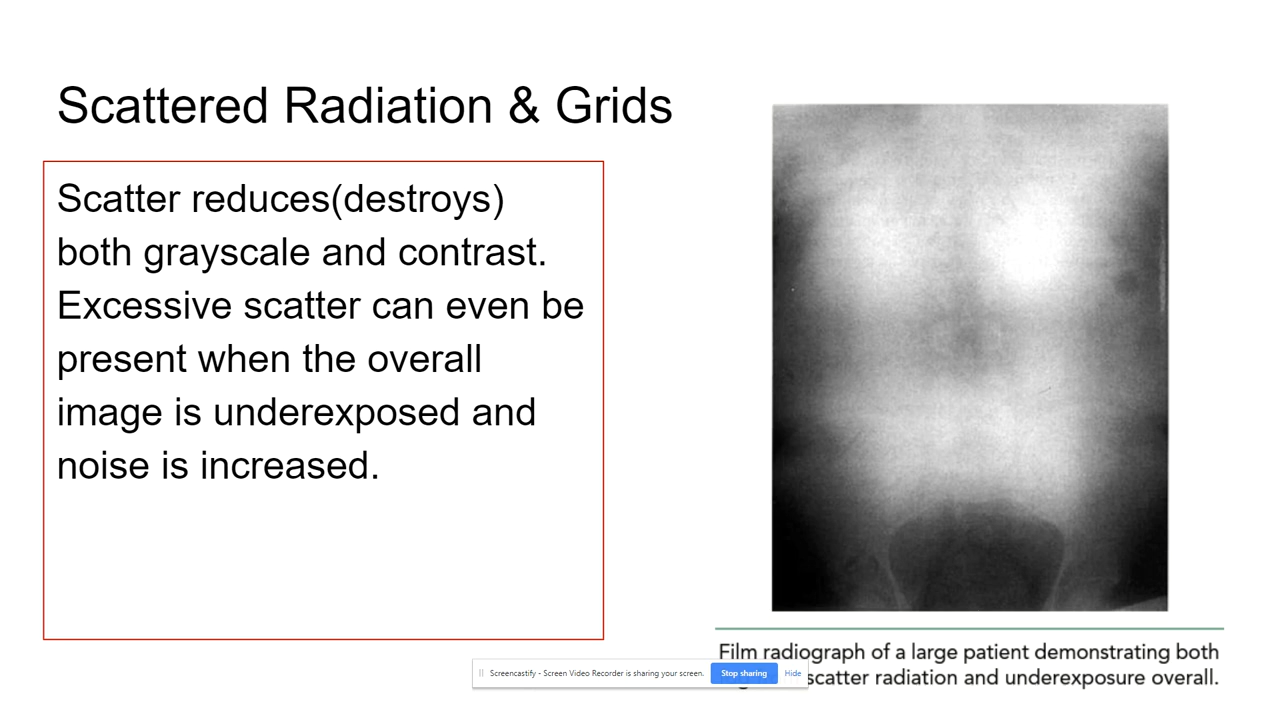 Scattered Radiation & Grids
Scatter reduces(destroys)
both grayscale and contrast.
Excessive scatter can even be
present when the overall
image is underexposed and
noise is increased.
Film radiograph of a large patient demonstrating both
scatter radiation and underexposure overall.
Screencastify - Screen Video Recorder is sharing your screen.
Stop sharing
Hide